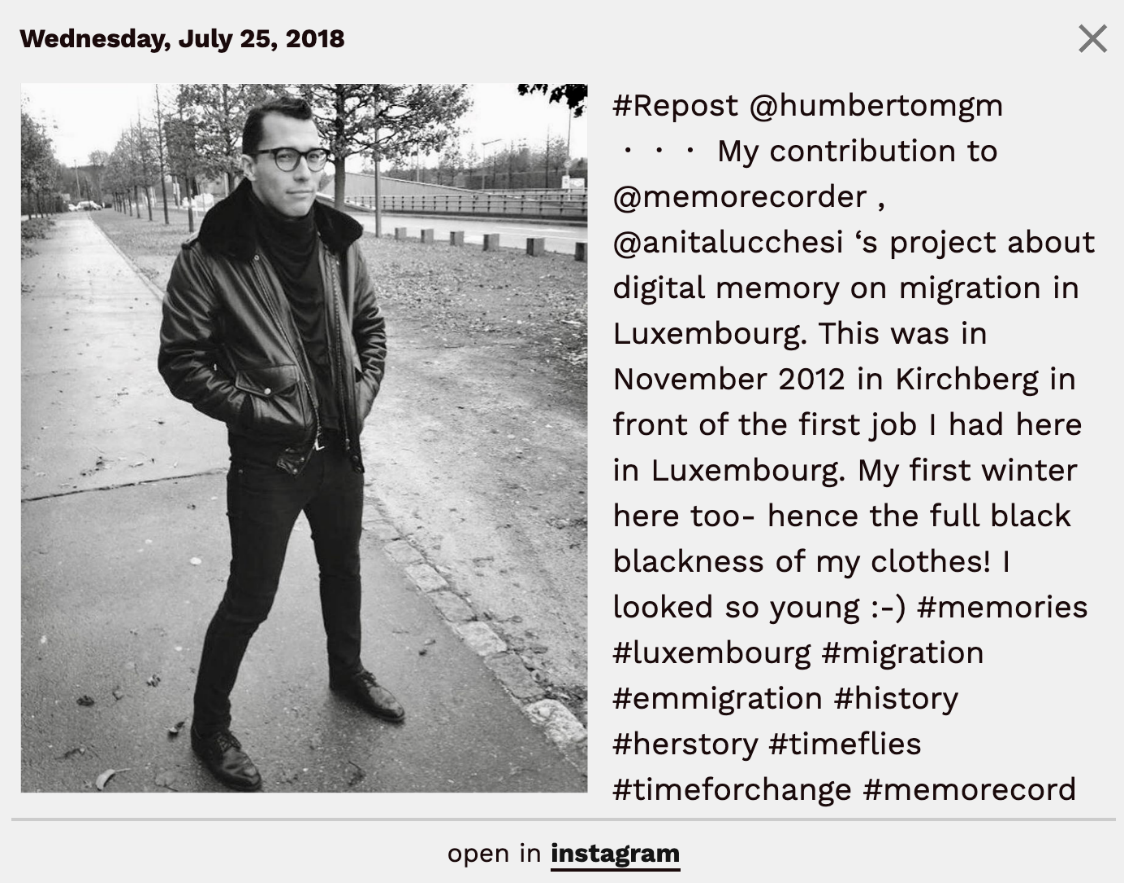 Wednesday, July 25, 2018
#Repost @humbertomgm
・・・ My contribution to
@memorecorder ,
@anitalucchesi ‘s project about
digital memory on migration in
Luxembourg. This was in
November 2012 in Kirchberg in
front of the first job I had here
in Luxembourg. My first winter
here too- hence the full black
blackness of my clothes! I
looked so young :-) #memories
#luxembourg #migration
#emmigration #history
#herstory #timeflies
#timeforchange #memorecord
open in instagram